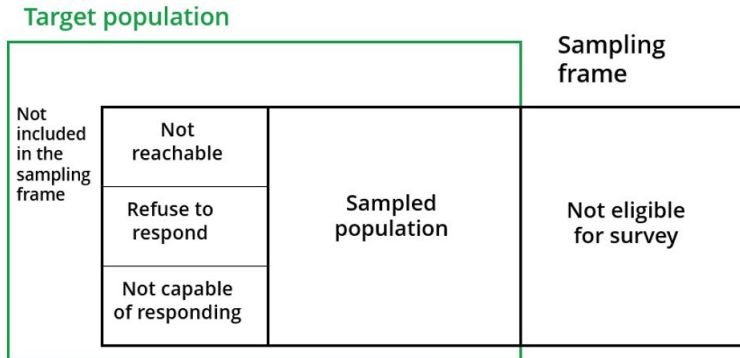 Target population
Sampling
frame
Not
included
in the
sampling
frame
Not
reachable
Refuse to
respond
Not capable
of responding
Sampled
population
Not eligible
for survey